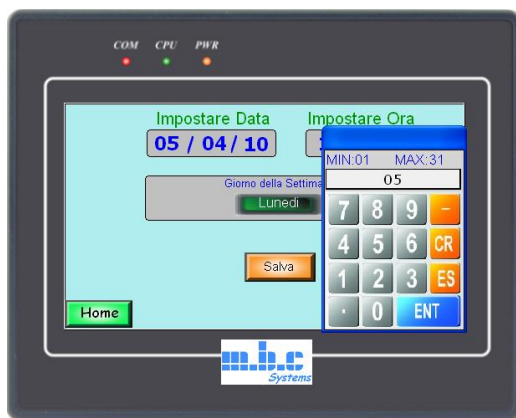 COM CPU PWR
Impostare Data
Impostare Ora
05 / 04 / 10
Giorno della Settima
Lunedì
Salva
Home
MIN:01 MAX:31
05
7 8 9 -
4 5 6 CR
1 2 3 ES
. 0 ENT
m.b.c
Systems